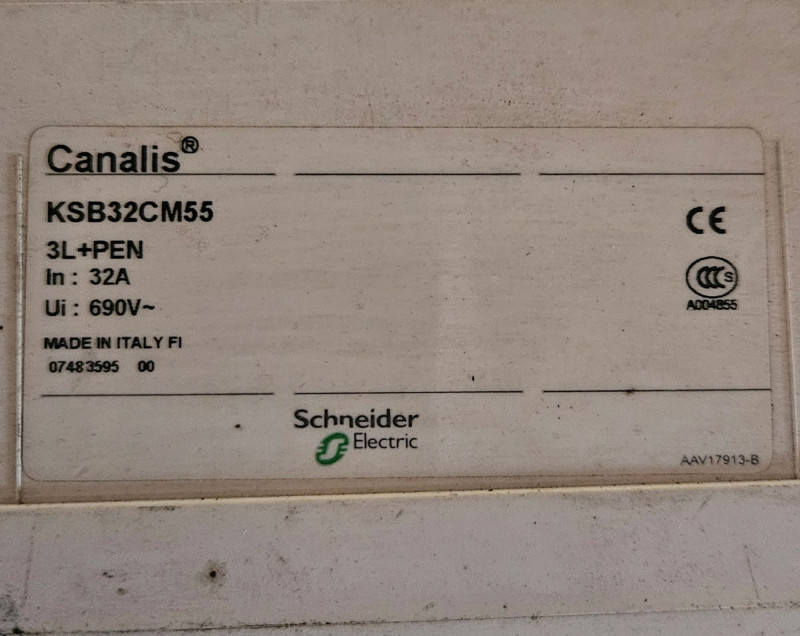 Canalis®
KSB32CM55
3L+PEN
In : 32A
Ui : 690V~
MADE IN ITALY FI
07483595 00
CE
CCC S
A004855
Schneider
Electric
AAV17913-B